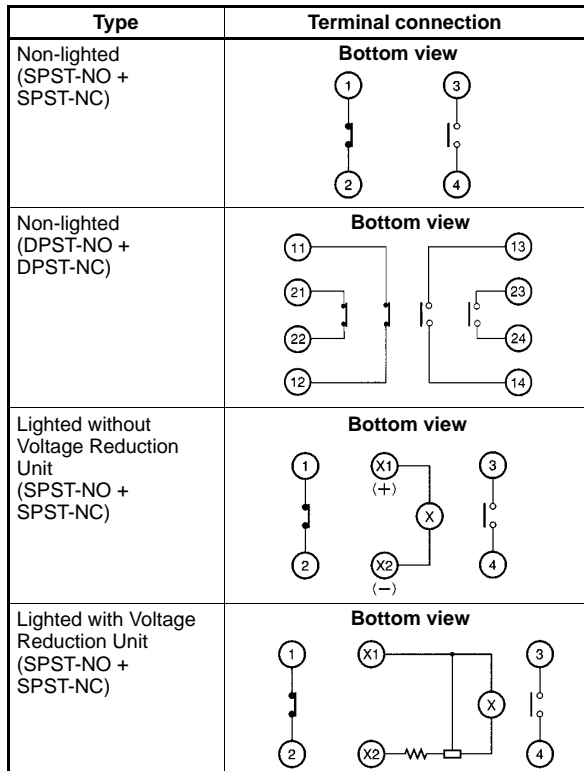 Type
Terminal connection
Non-lighted
(SPST-NO +
SPST-NC)
Bottom view
1
3
2
4
Non-lighted
(DPST-NO +
DPST-NC)
Bottom view
11
13
21
23
22
24
12
14
Lighted without
Voltage Reduction
Unit
(SPST-NO +
SPST-NC)
Bottom view
1
X1
3
(+)
X
2
X2
4
(−)
Lighted with Voltage
Reduction Unit
(SPST-NO +
SPST-NC)
Bottom view
1
X1
3
X
2
X2
4